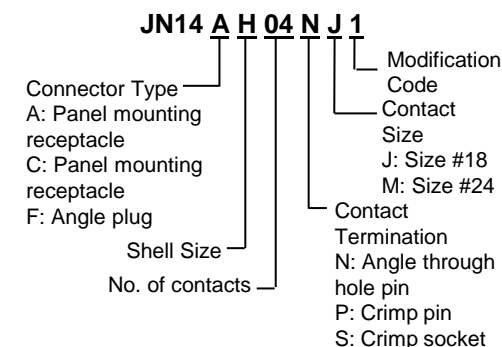 JN14 A H 04 N J 1
Connector Type
A: Panel mounting
receptacle
C: Panel mounting
receptacle
F: Angle plug
Shell Size
No. of contacts
Modification
Code
Contact
Size
J: Size #18
M: Size #24
Contact
Termination
N: Angle through
hole pin
P: Crimp pin
S: Crimp socket